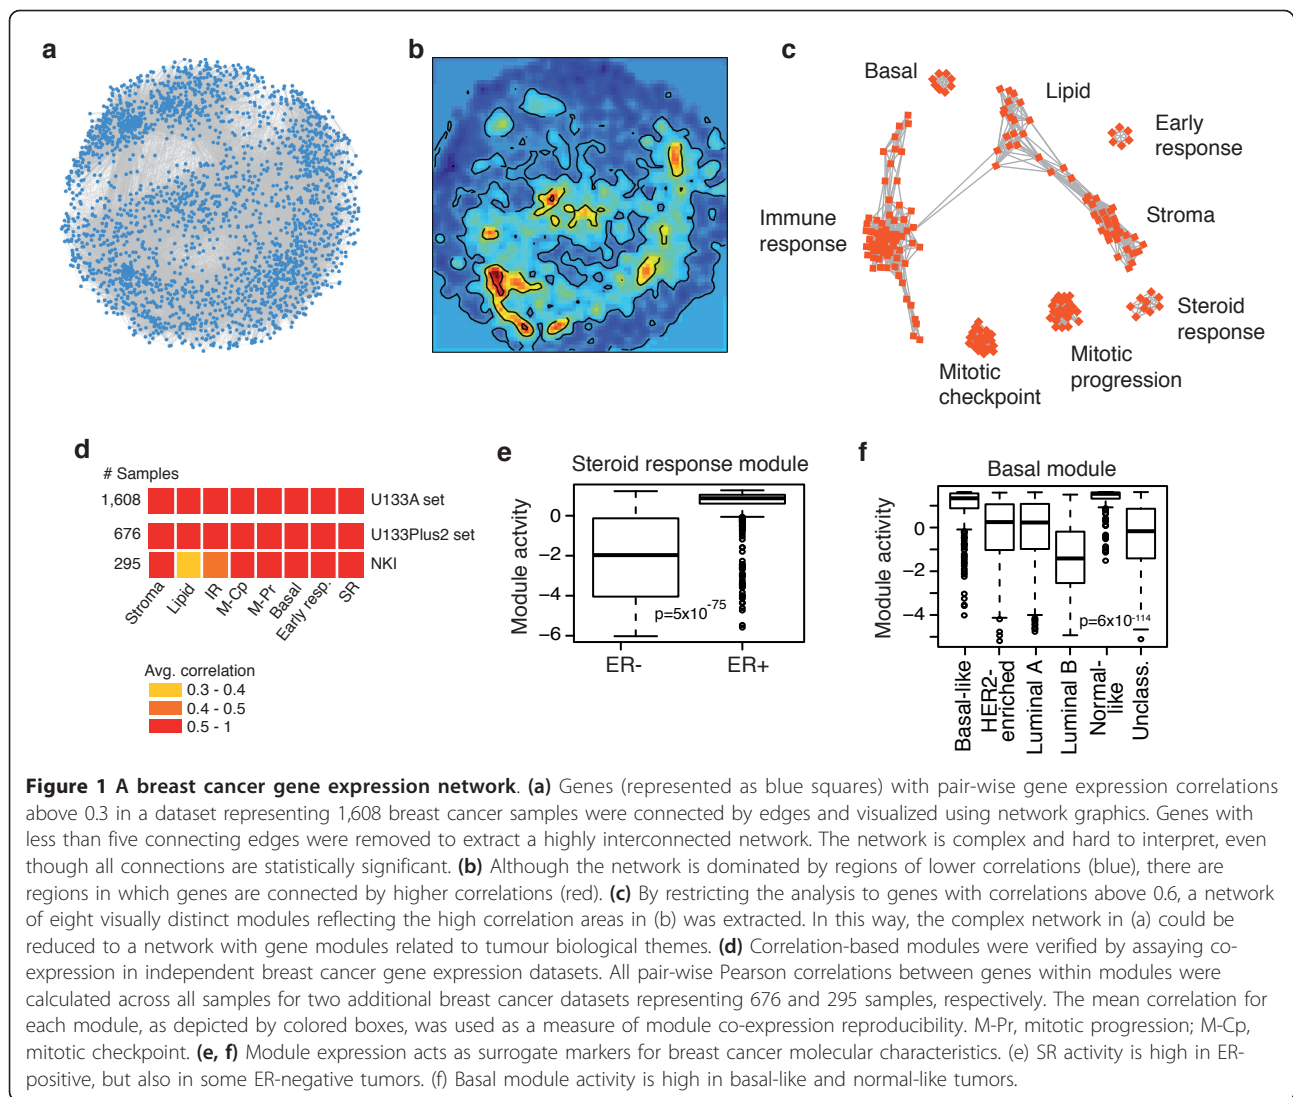 a
b
c
Basal
Lipid
Early
response
Immune
response
Stroma
Steroid
response
Mitotic
checkpoint
Mitotic
progression
d
# Samples
1,608
U133A set
676
U133Plus2 set
295
NKI
Stroma
Lipid
IR
M-Cp
M-Pr
Basal
Early resp.
SR
Avg. correlation
0.3 - 0.4
0.4 - 0.5
0.5 - 1
e
Steroid response module
Module actvity
0
−2
−4
−6
p=5x10-75
ER-
ER+
f
Basal module
Module activity
0
−2
−4
p=6x10-114
Basal-like
HER2-
enriched
Luminal A
Luminal B
Normal-
like
Unclass.
Figure 1 A breast cancer gene expression network. (a) Genes (represented as blue squares) with pair-wise gene expression correlations
above 0.3 in a dataset representing 1,608 breast cancer samples were connected by edges and visualized using network graphics. Genes with
less than five connecting edges were removed to extract a highly interconnected network. The network is complex and hard to interpret, even
though all connections are statistically significant. (b) Although the network is dominated by regions of lower correlations (blue), there are
regions in which genes are connected by higher correlations (red). (c) By restricting the analysis to genes with correlations above 0.6, a network
of eight visually distinct modules reflecting the high correlation areas in (b) was extracted. In this way, the complex network in (a) could be
reduced to a network with gene modules related to tumour biological themes. (d) Correlation-based modules were verified by assaying co-
expression in independent breast cancer gene expression datasets. All pair-wise Pearson correlations between genes within modules were
calculated across all samples for two additional breast cancer datasets representing 676 and 295 samples, respectively. The mean correlation for
each module, as depicted by colored boxes, was used as a measure of module co-expression reproducibility. M-Pr, mitotic progression; M-Cp,
mitotic checkpoint. (e, f) Module expression acts as surrogate markers for breast cancer molecular characteristics. (e) SR activity is high in ER-
positive, but also in some ER-negative tumors. (f) Basal module activity is high in basal-like and normal-like tumors.